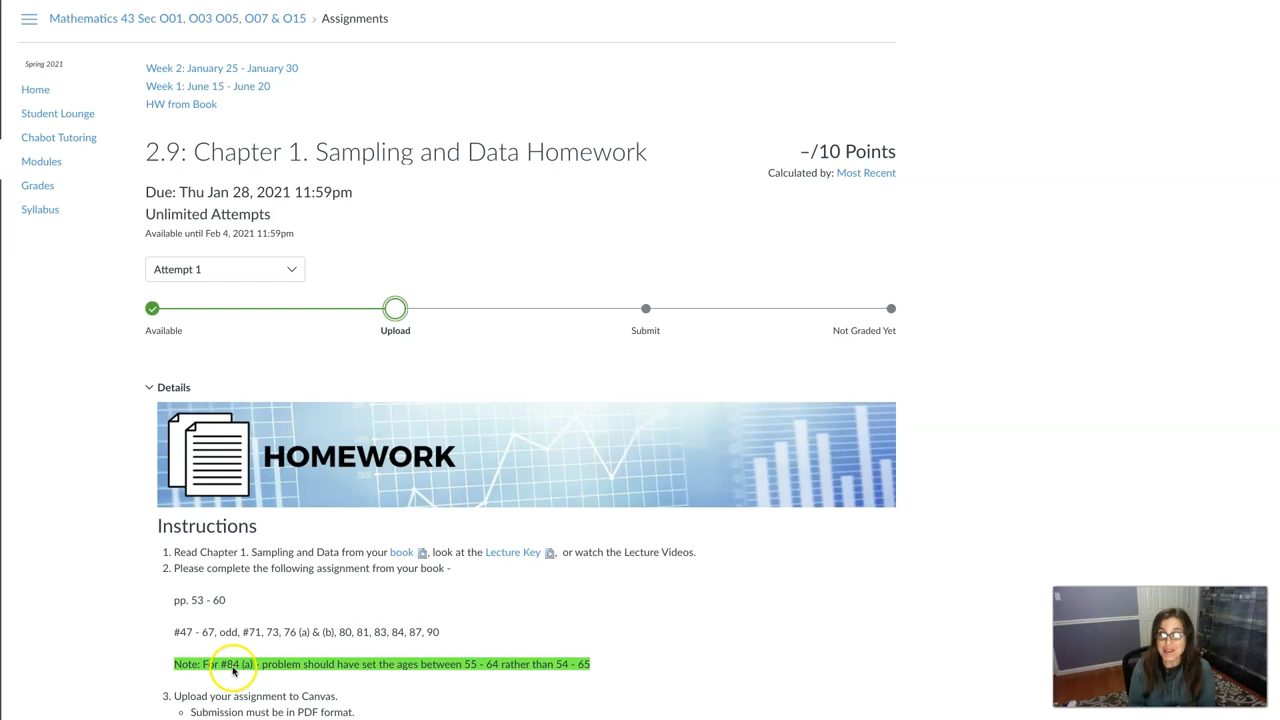 Mathematics 43 Sec O01, O03 O05, O07 & O15 › Assignments
Spring 2021
Home
Student Lounge
Chabot Tutoring
Modules
Grades
Syllabus
Week 2: January 25 - January 30
Week 1: June 15 - June 20
HW from Book
2.9: Chapter 1. Sampling and Data Homework
–/10 Points
Calculated by: Most Recent
Due: Thu Jan 28, 2021 11:59pm
Unlimited Attempts
Available until Feb 4, 2021 11:59pm
Attempt 1
Available Upload Submit Not Graded Yet
Details
HOMEWORK
Instructions
1. Read Chapter 1. Sampling and Data from your book , look at the Lecture Key , or watch the Lecture Videos.
2. Please complete the following assignment from your book -
pp. 53 - 60
#47 - 67, odd, #71, 73, 76 (a) & (b), 80, 81, 83, 84, 87, 90
Note: For #84 (a) - problem should have set the ages between 55 - 64 rather than 54 - 65
3. Upload your assignment to Canvas.
Submission must be in PDF format.